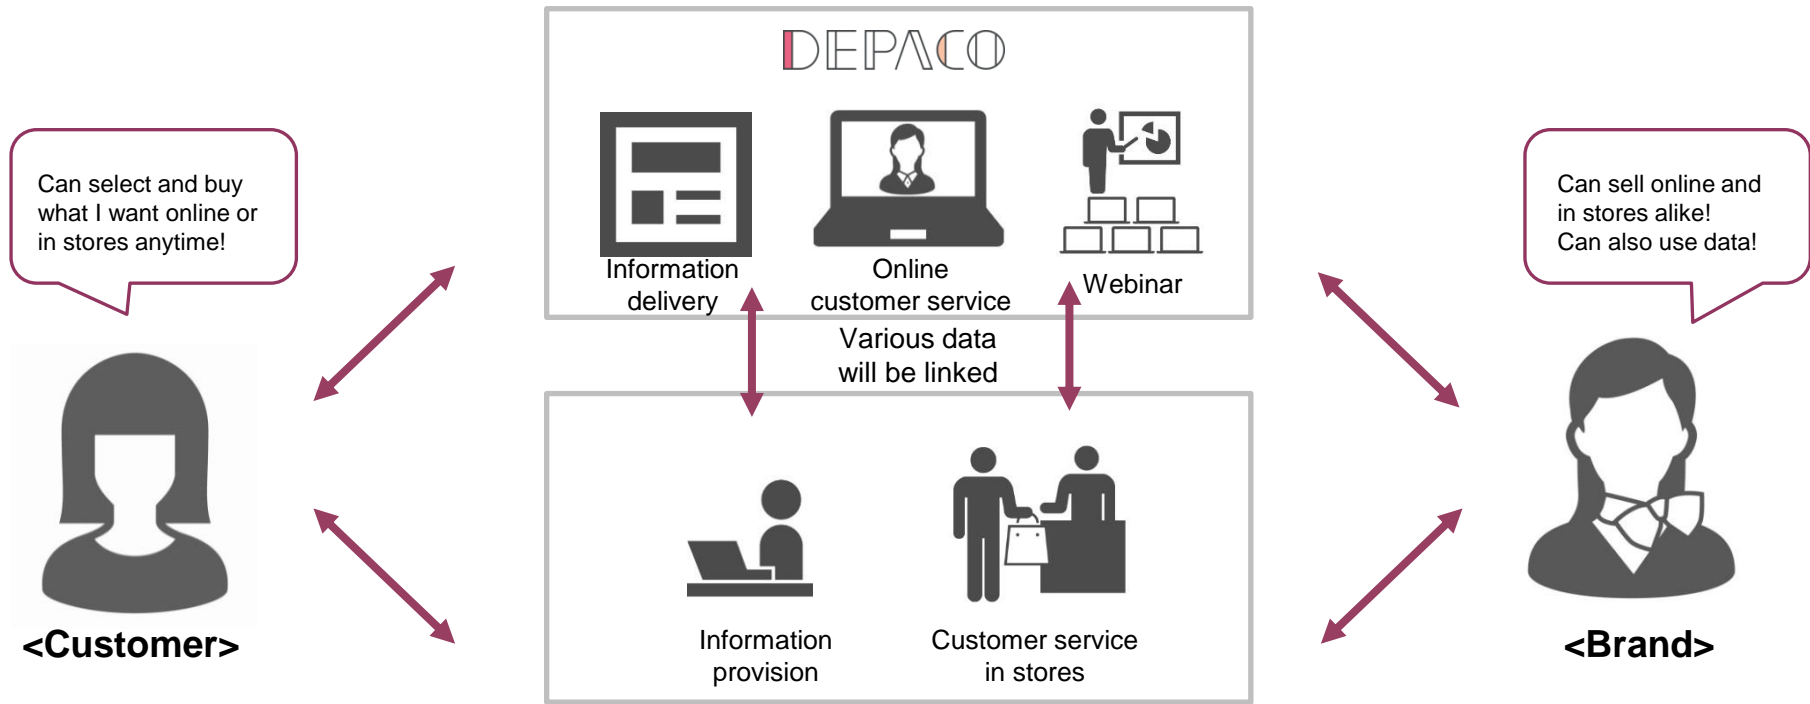 DEPACO
Can select and buy
what I want online or
in stores anytime!
Information
delivery
Online
customer service
Webinar
Can sell online and
in stores alike!
Can also use data!
Various data
will be linked
Information
provision
Customer service
in stores
<Customer>
<Brand>